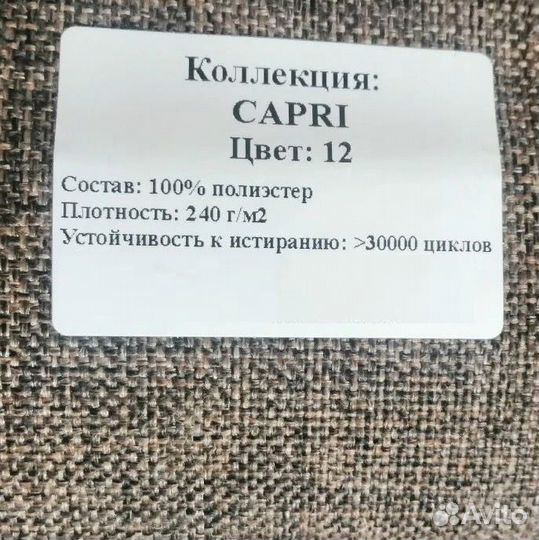 Коллекция:
CAPRI
Цвет: 12
Состав: 100% полиэстер
Плотность: 240 г/м2
Устойчивость к истиранию: >30000 циклов
Avito